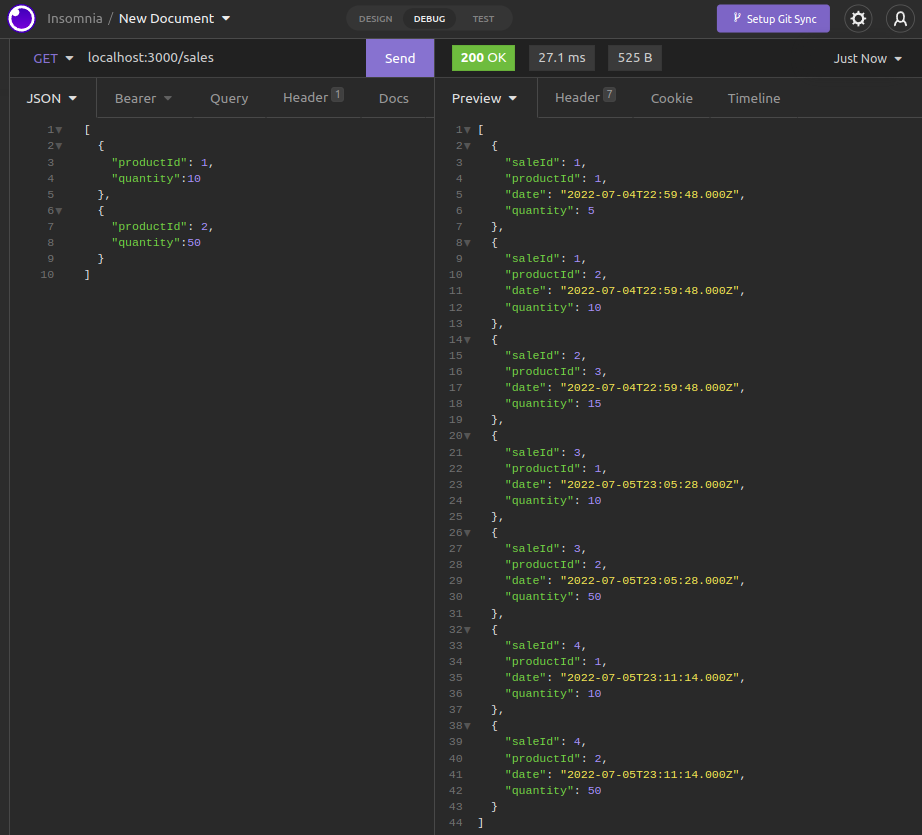 Insomnia / New Document
DESIGN DEBUG TEST
Setup Git Sync
GET localhost:3000/sales Send
200 OK 27.1 ms 525 B Just Now
JSON Bearer Query Header 1 Docs
Preview Header 7 Cookie Timeline
1 [
2 {
3 "productId": 1,
4 "quantity":10
5 },
6 {
7 "productId": 2,
8 "quantity":50
9 }
10 ]
1 [
2 {
3 "saleId": 1,
4 "productId": 1,
5 "date": "2022-07-04T22:59:48.000Z",
6 "quantity": 5
7 },
8 {
9 "saleId": 1,
10 "productId": 2,
11 "date": "2022-07-04T22:59:48.000Z",
12 "quantity": 10
13 },
14 {
15 "saleId": 2,
16 "productId": 3,
17 "date": "2022-07-04T22:59:48.000Z",
18 "quantity": 15
19 },
20 {
21 "saleId": 3,
22 "productId": 1,
23 "date": "2022-07-05T23:05:28.000Z",
24 "quantity": 10
25 },
26 {
27 "saleId": 3,
28 "productId": 2,
29 "date": "2022-07-05T23:05:28.000Z",
30 "quantity": 50
31 },
32 {
33 "saleId": 4,
34 "productId": 1,
35 "date": "2022-07-05T23:11:14.000Z",
36 "quantity": 10
37 },
38 {
39 "saleId": 4,
40 "productId": 2,
41 "date": "2022-07-05T23:11:14.000Z",
42 "quantity": 50
43 }
44 ]